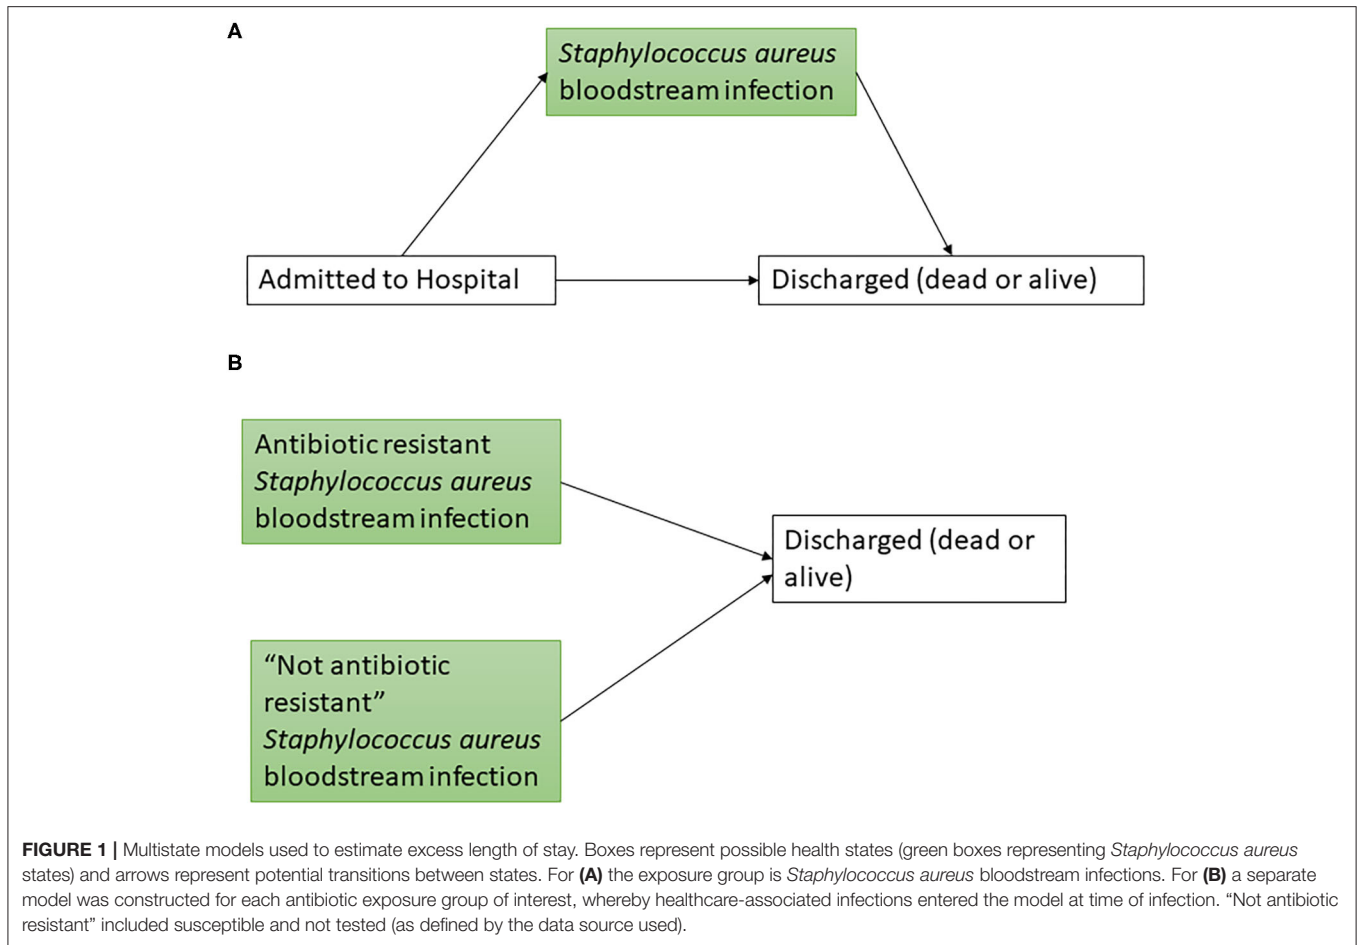 A
Staphylococcus aureus
bloodstream infection
Admitted to Hospital
Discharged (dead or alive)
B
Antibiotic resistant
Staphylococcus aureus
bloodstream infection
Discharged (dead or
alive)
“Not antibiotic
resistant”
Staphylococcus aureus
bloodstream infection
FIGURE 1 | Multistate models used to estimate excess length of stay. Boxes represent possible health states (green boxes representing Staphylococcus aureus
states) and arrows represent potential transitions between states. For (A) the exposure group is Staphylococcus aureus bloodstream infections. For (B) a separate
model was constructed for each antibiotic exposure group of interest, whereby healthcare-associated infections entered the model at time of infection. “Not antibiotic
resistant” included susceptible and not tested (as defined by the data source used).